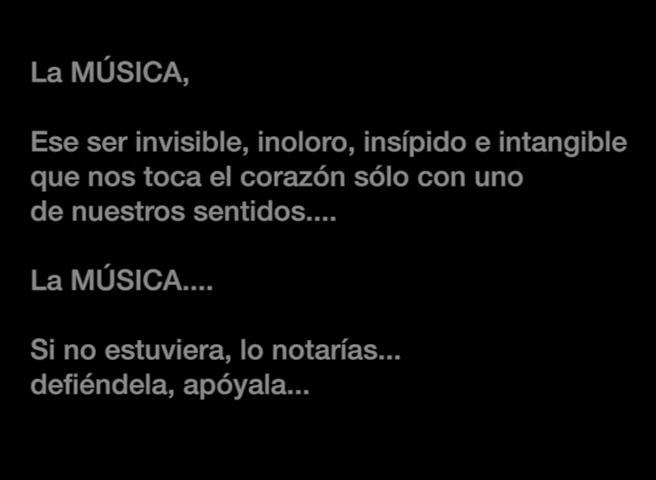 La MÚSICA,
Ese ser invisible, inoloro, insípido e intangible
que nos toca el corazón sólo con uno
de nuestros sentidos....
La MÚSICA....
Si no estuviera, lo notarías...
defiéndela, apóyala...